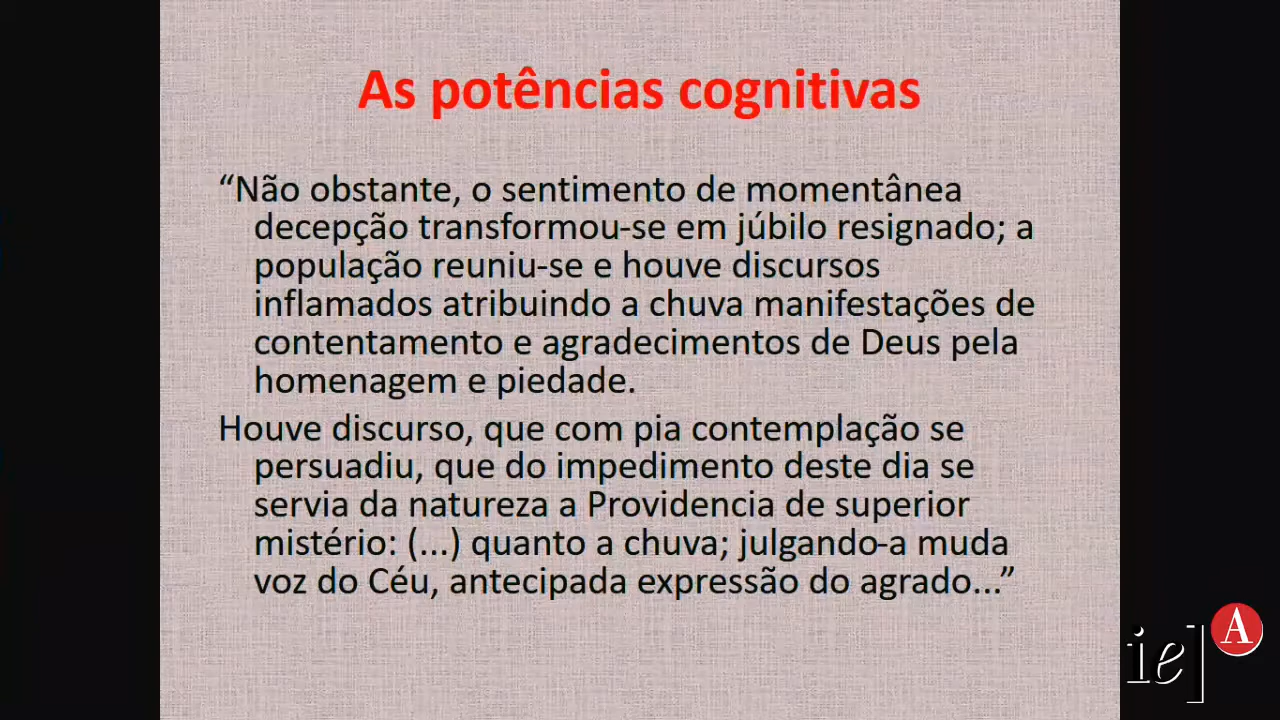 As potências cognitivas
“Não obstante, o sentimento de momentânea
decepção transformou-se em júbilo resignado; a
população reuniu-se e houve discursos
inflamados atribuindo a chuva manifestações de
contentamento e agradecimentos de Deus pela
homenagem e piedade.
Houve discurso, que com pia contemplação se
persuadiu, que do impedimento deste dia se
servia da natureza a Providencia de superior
mistério: (...) quanto a chuva; julgando-a muda
voz do Céu, antecipada expressão do agrado...”
ie] A